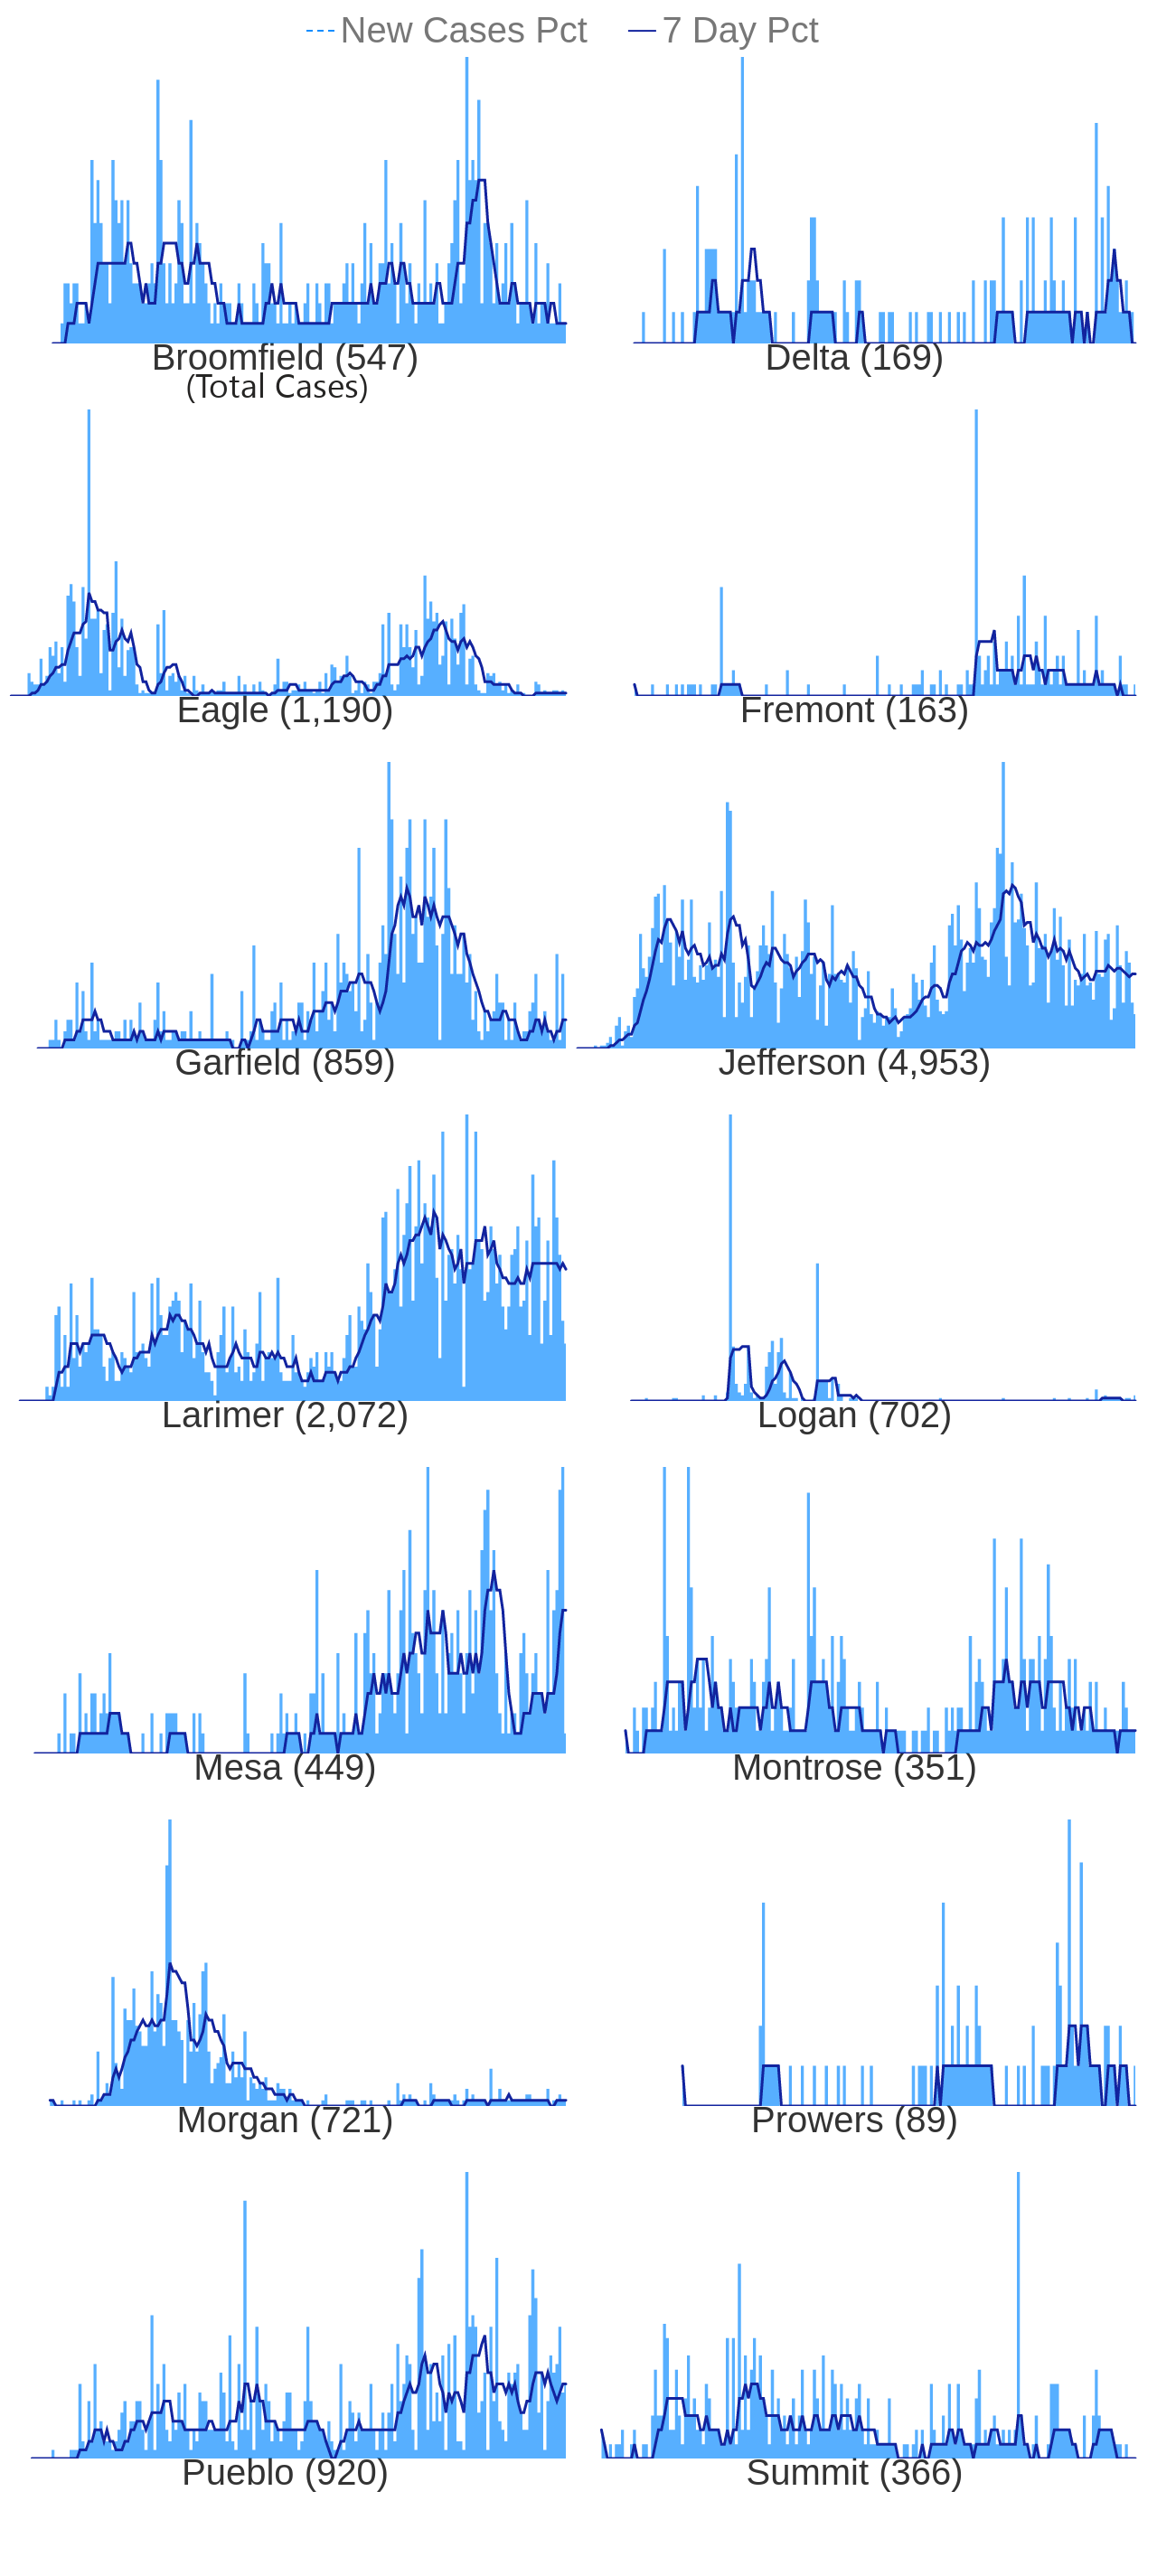 New Cases Pct 7 Day Pct
Broomfield (547) Delta (169)
(Total Cases)
Eagle (1,190) Fremont (163)
Garfield (859) Jefferson (4,953)
Larimer (2,072) Logan (702)
Mesa (449) Montrose (351)
Morgan (721) Prowers (89)
Pueblo (920) Summit (366)